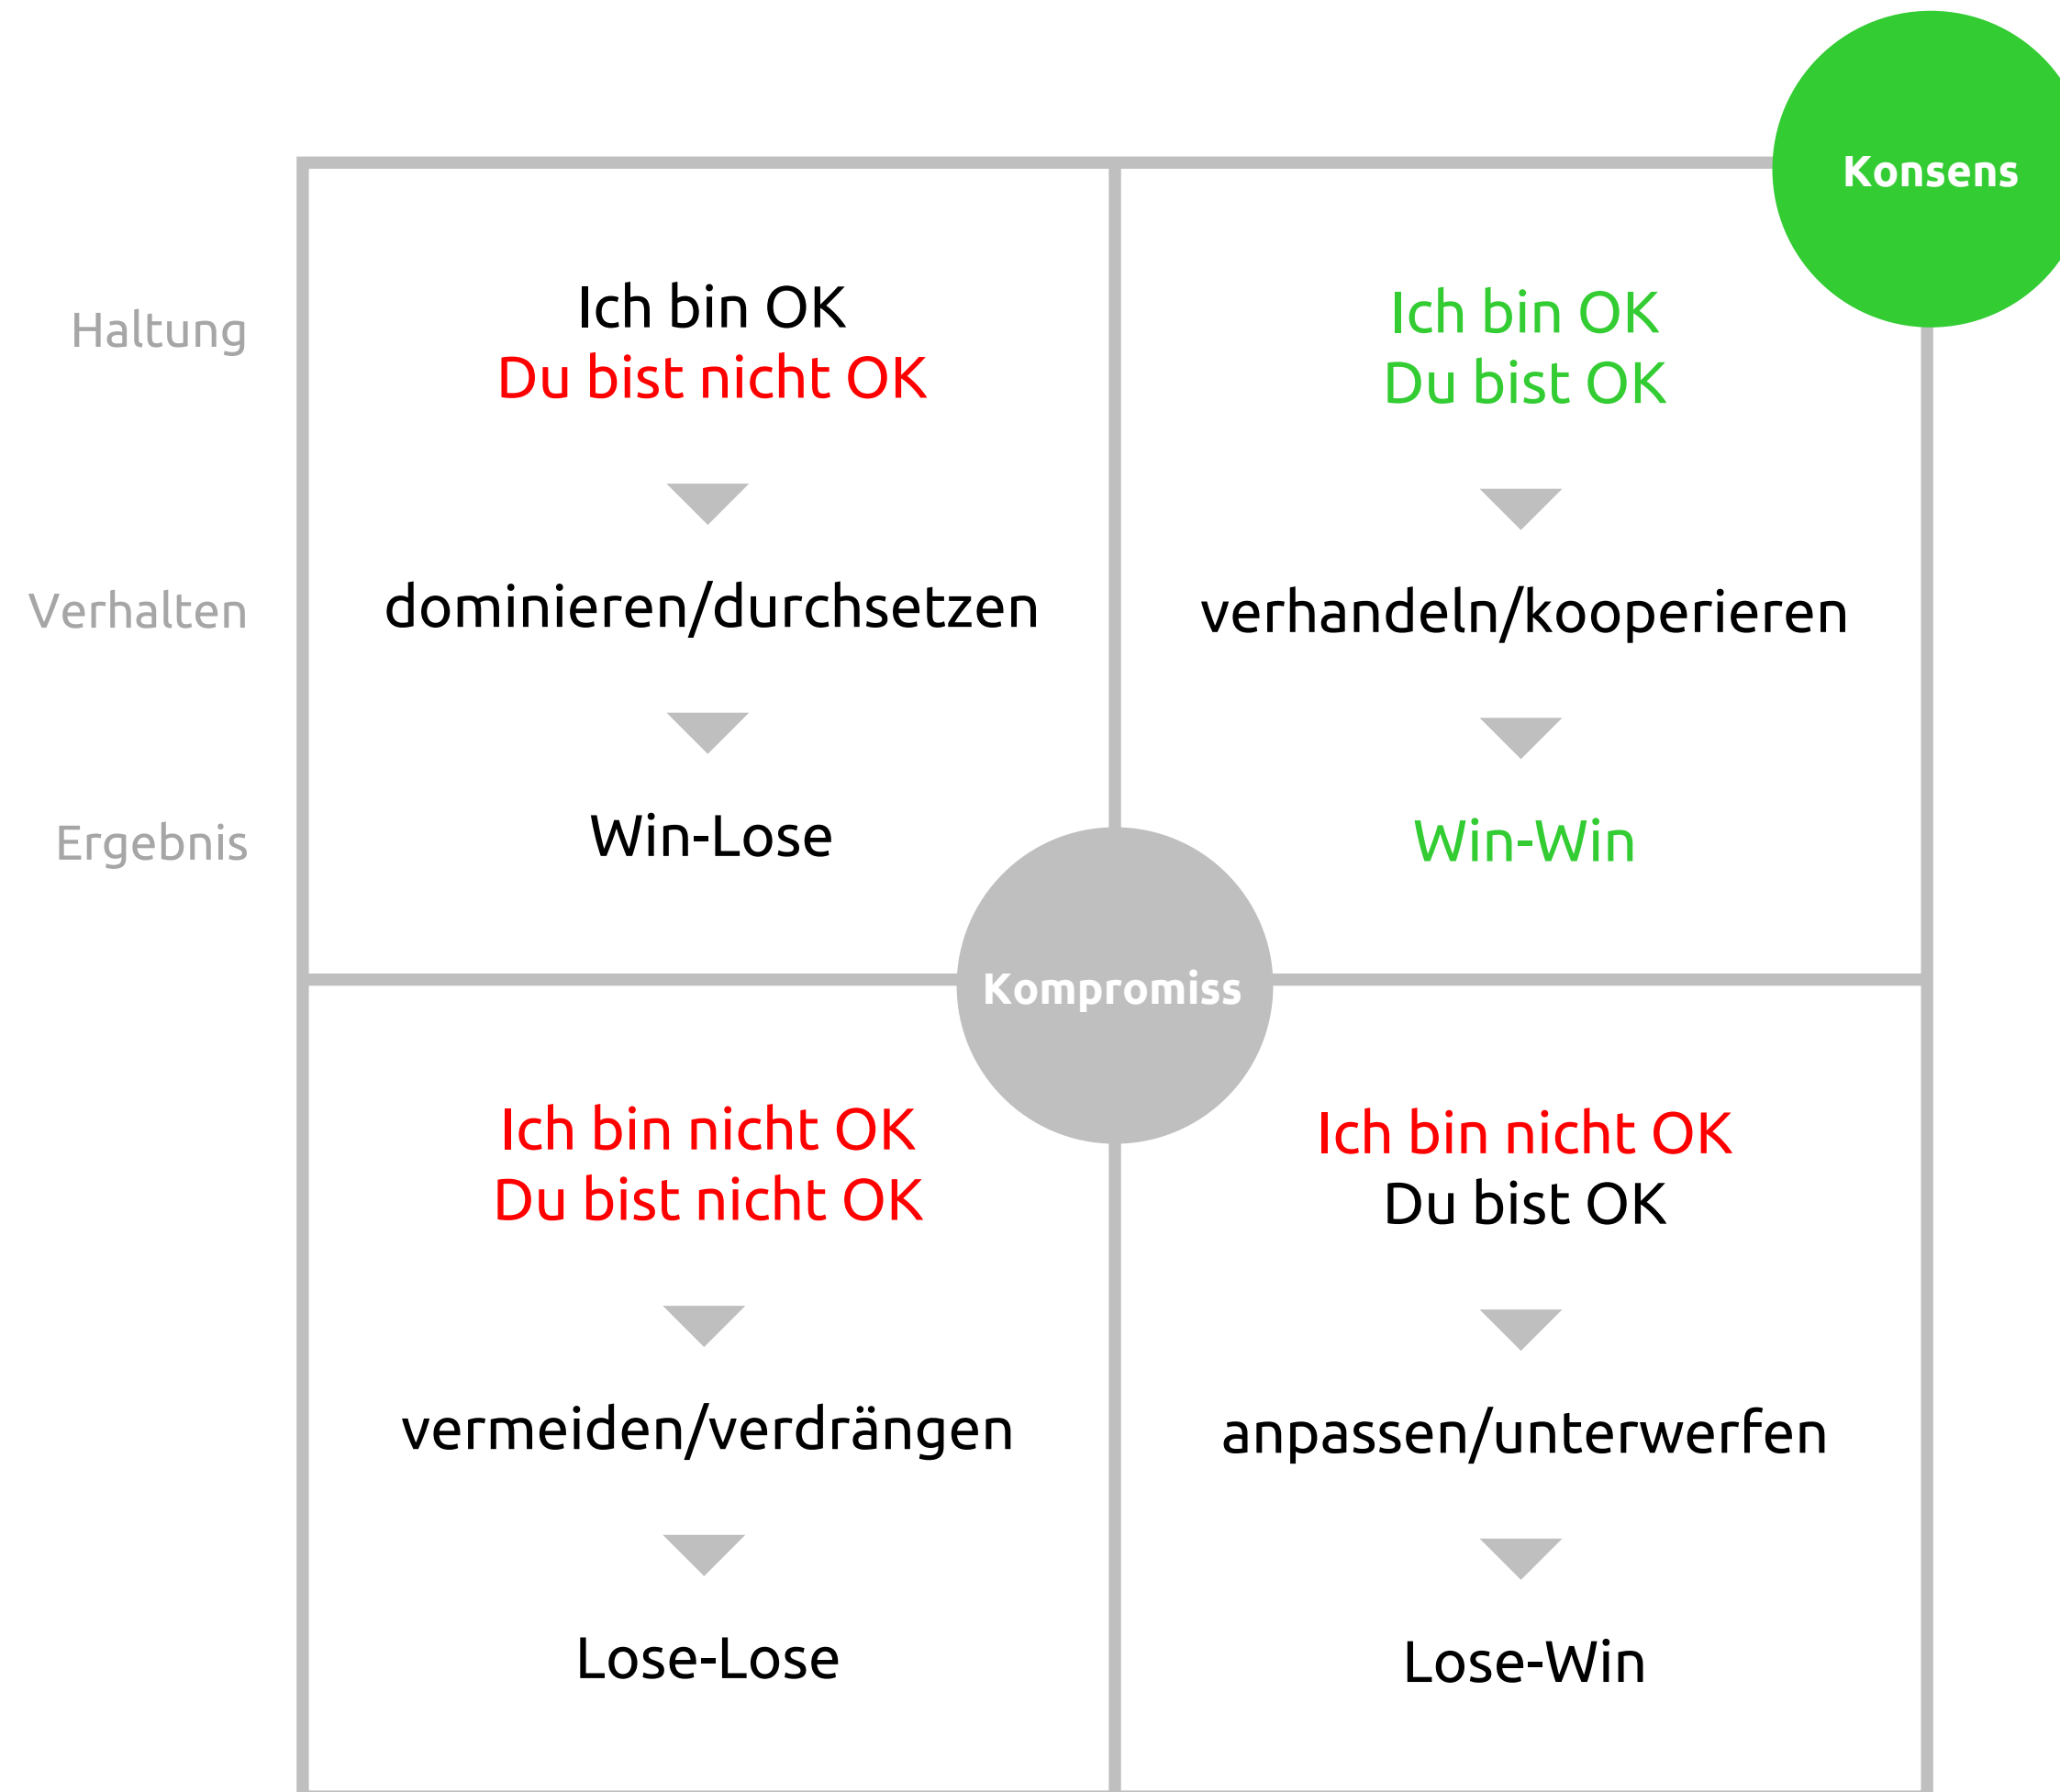 Konsens
Haltung
Ich bin OK
Du bist nicht OK
Ich bin OK
Du bist OK
Verhalten
dominieren/durchsetzen
verhandeln/kooperieren
Ergebnis
Win-Lose
Win-Win
Kompromiss
Ich bin nicht OK
Du bist nicht OK
Ich bin nicht OK
Du bist OK
vermeiden/verdrängen
anpassen/unterwerfen
Lose-Lose
Lose-Win